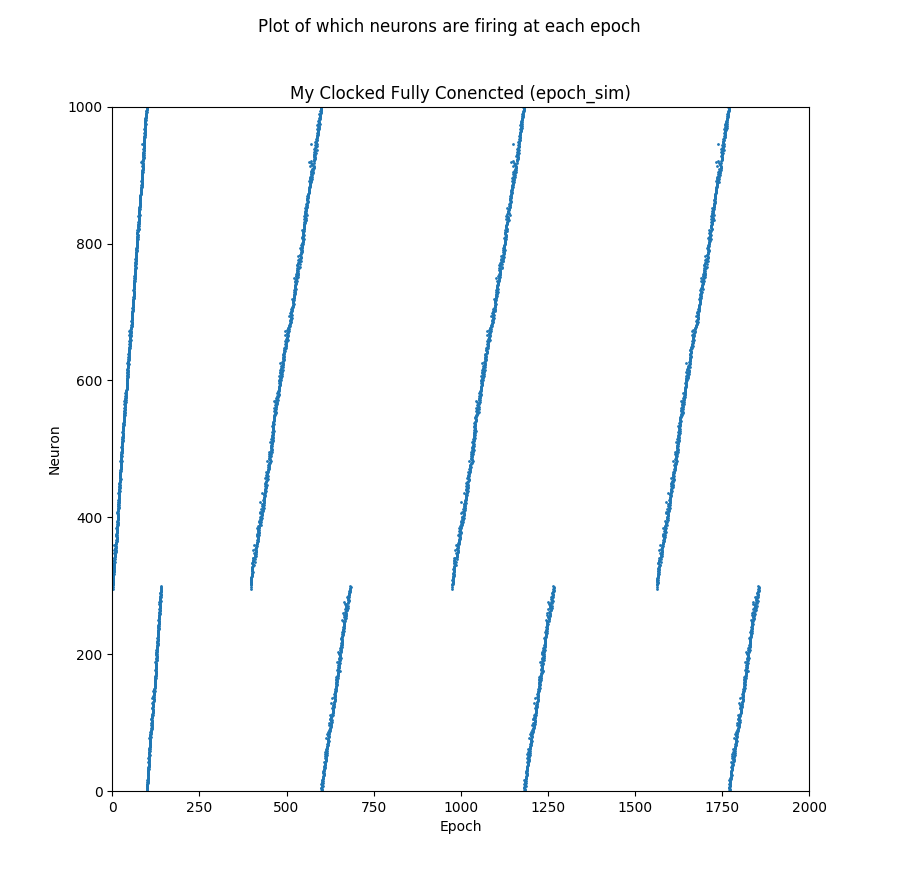 Plot of which neurons are firing at each epoch
My Clocked Fully Conencted (epoch_sim)
1000
800
600
400
200
0
Neuron
0 250 500 750 1000 1250 1500 1750 2000
Epoch